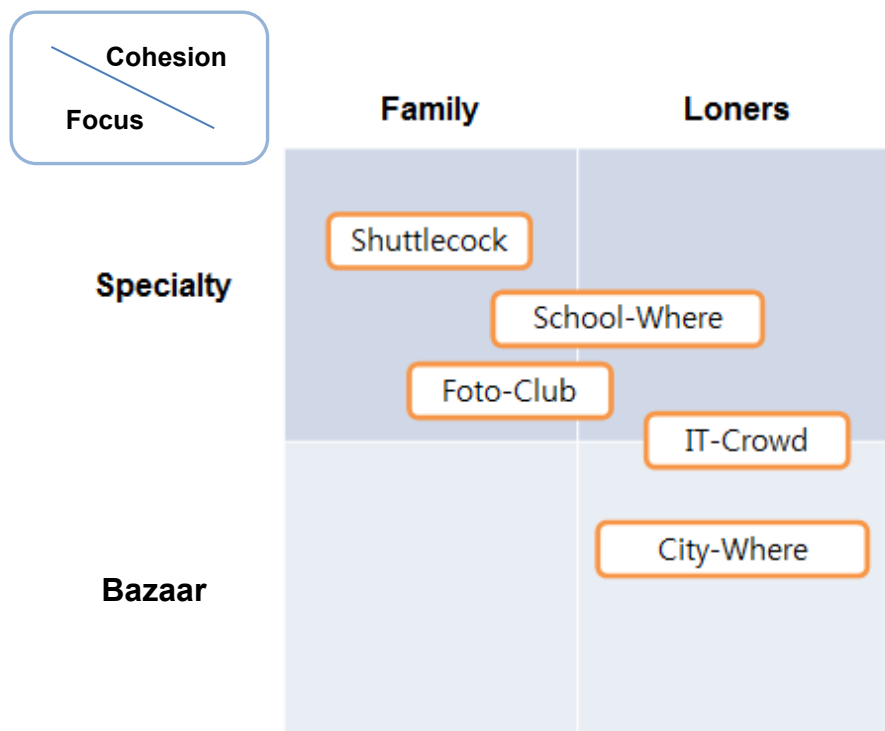 Cohesion
Focus
Family
Loners
Shuttlecock
Specialty
School-Where
Foto-Club
IT-Crowd
City-Where
Bazaar